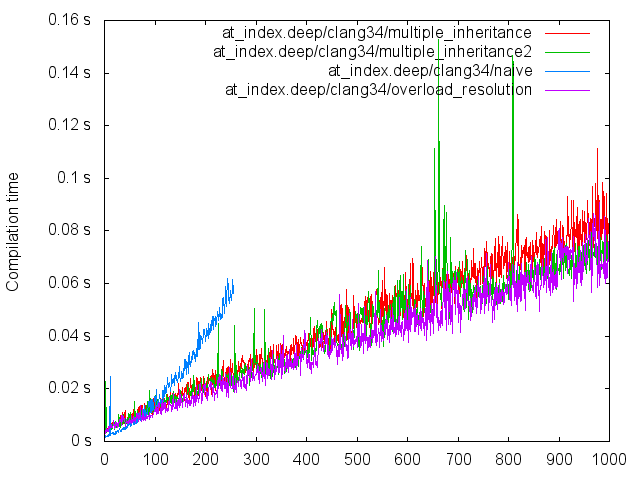 0.16 s
at_index.deep/clang34/multiple_inheritance
at_index.deep/clang34/multiple_inheritance2
at_index.deep/clang34/naive
at_index.deep/clang34/overload_resolution
0.14 s
0.12 s
0.1 s
0.08 s
0.06 s
0.04 s
0.02 s
0 s
Compilation time
0 100 200 300 400 500 600 700 800 900 1000